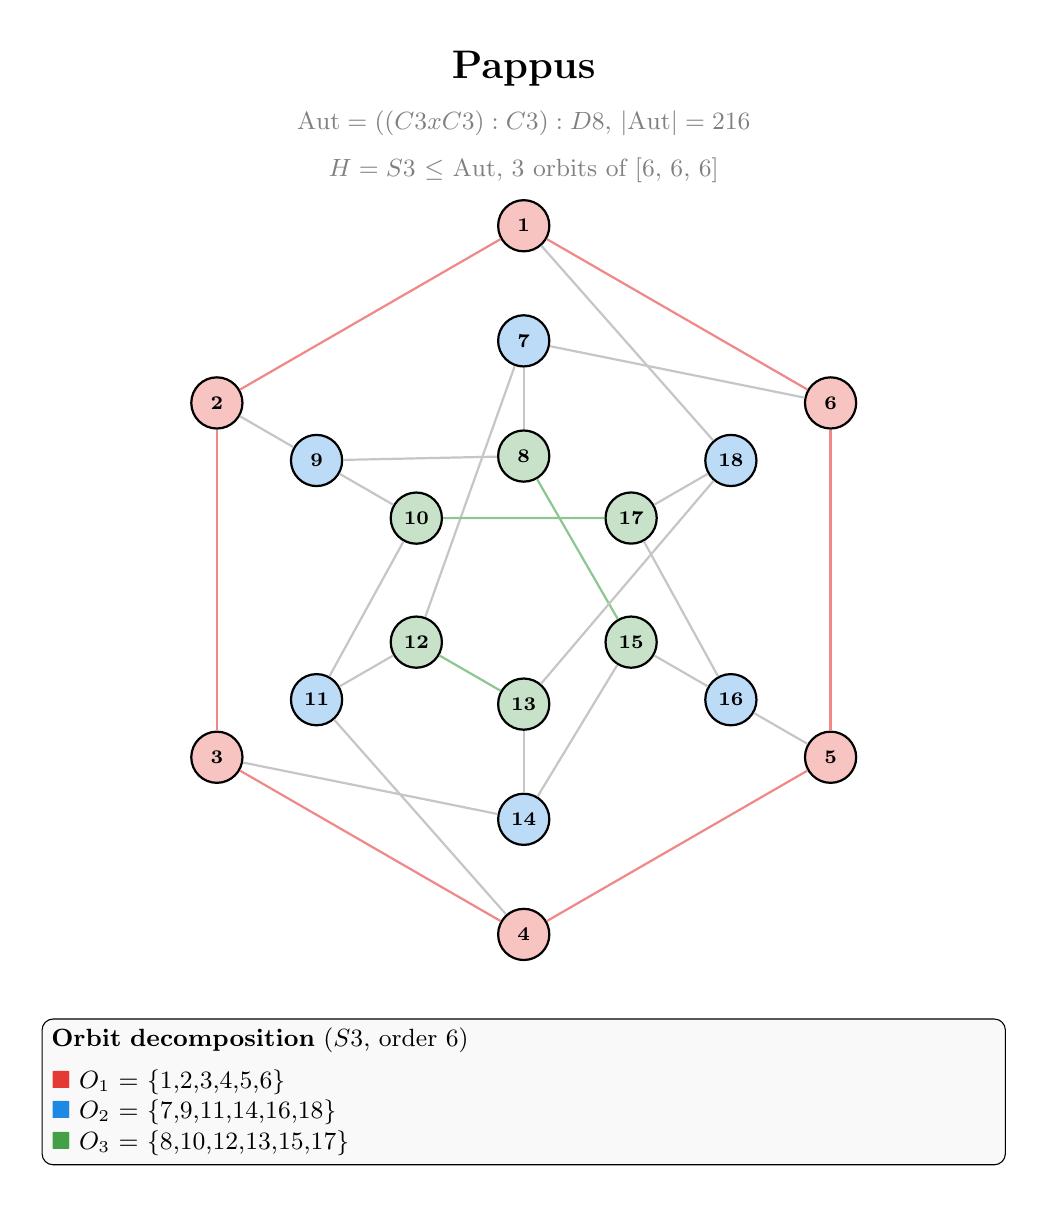 Pappus
Aut = ((C3xC3) : C3) : D8, |Aut| = 216
H = S3 ≤ Aut, 3 orbits of [6, 6, 6]
1
7
2
6
8
9
18
10
17
12
15
11
16
13
3
5
14
4
Orbit decomposition (S3, order 6)
O₁ = {1,2,3,4,5,6}
O₂ = {7,9,11,14,16,18}
O₃ = {8,10,12,13,15,17}